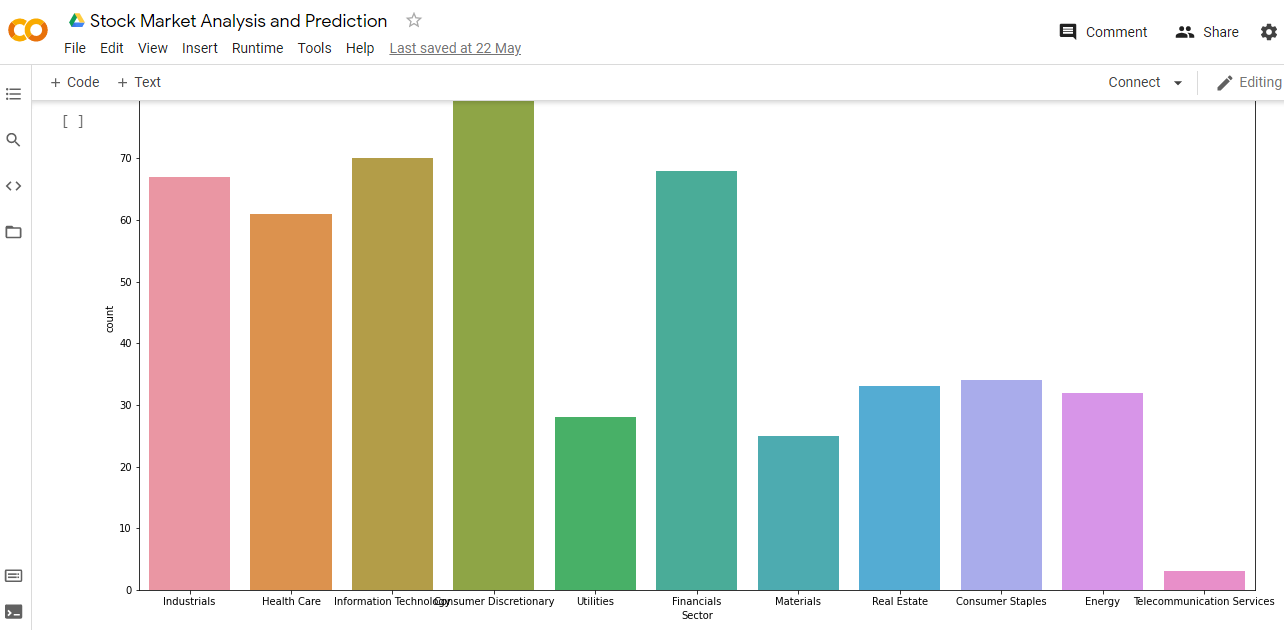 Stock Market Analysis and Prediction
File Edit View Insert Runtime Tools Help Last saved at 22 May
Comment Share
+ Code + Text
Connect Editing
[ ]
70
60
50
40
30
20
10
0
count
Industrials Health Care Information Technology Consumer Discretionary Utilities Financials Materials Real Estate Consumer Staples Energy Telecommunication Services
Sector